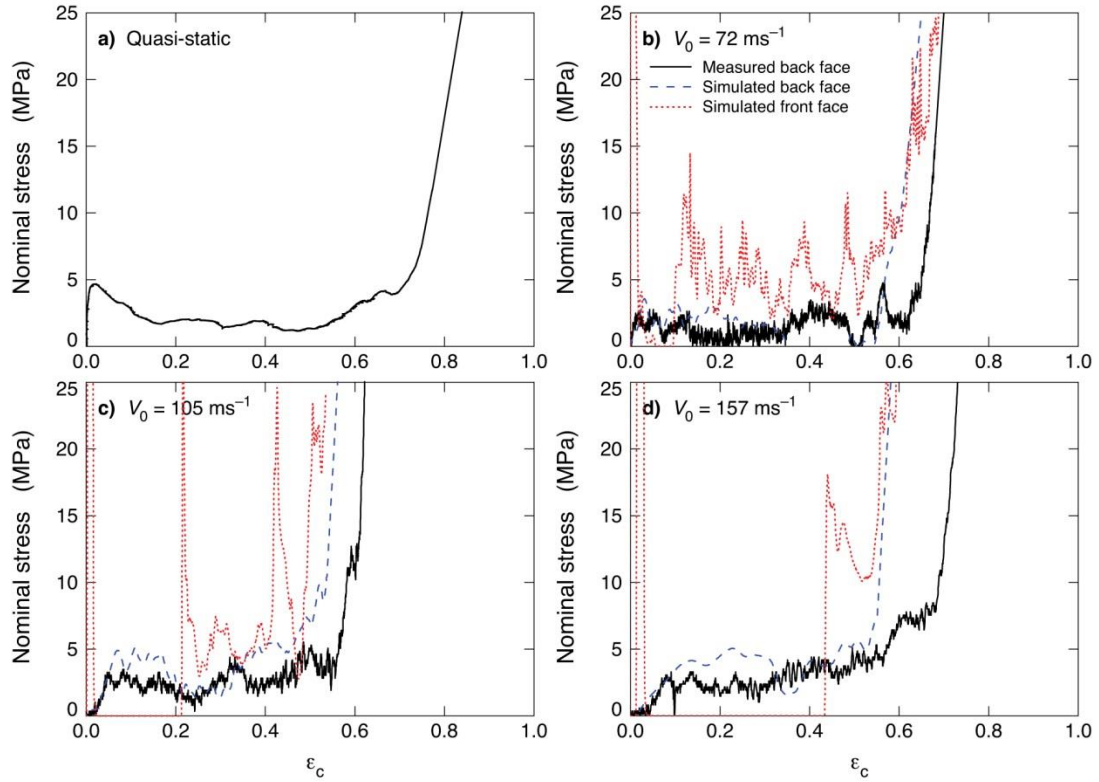 a) Quasi-static
25
20
15
10
5
0
0.0 0.2 0.4 0.6 0.8 1.0
Nominal stress (MPa)
b) V₀ = 72 ms⁻¹
Measured back face
Simulated back face
Simulated front face
25
20
15
10
5
0
0.0 0.2 0.4 0.6 0.8 1.0
Nominal stress (MPa)
c) V₀ = 105 ms⁻¹
25
20
15
10
5
0
0.0 0.2 0.4 0.6 0.8 1.0
Nominal stress (MPa)
εc
d) V₀ = 157 ms⁻¹
25
20
15
10
5
0
0.0 0.2 0.4 0.6 0.8 1.0
Nominal stress (MPa)
εc